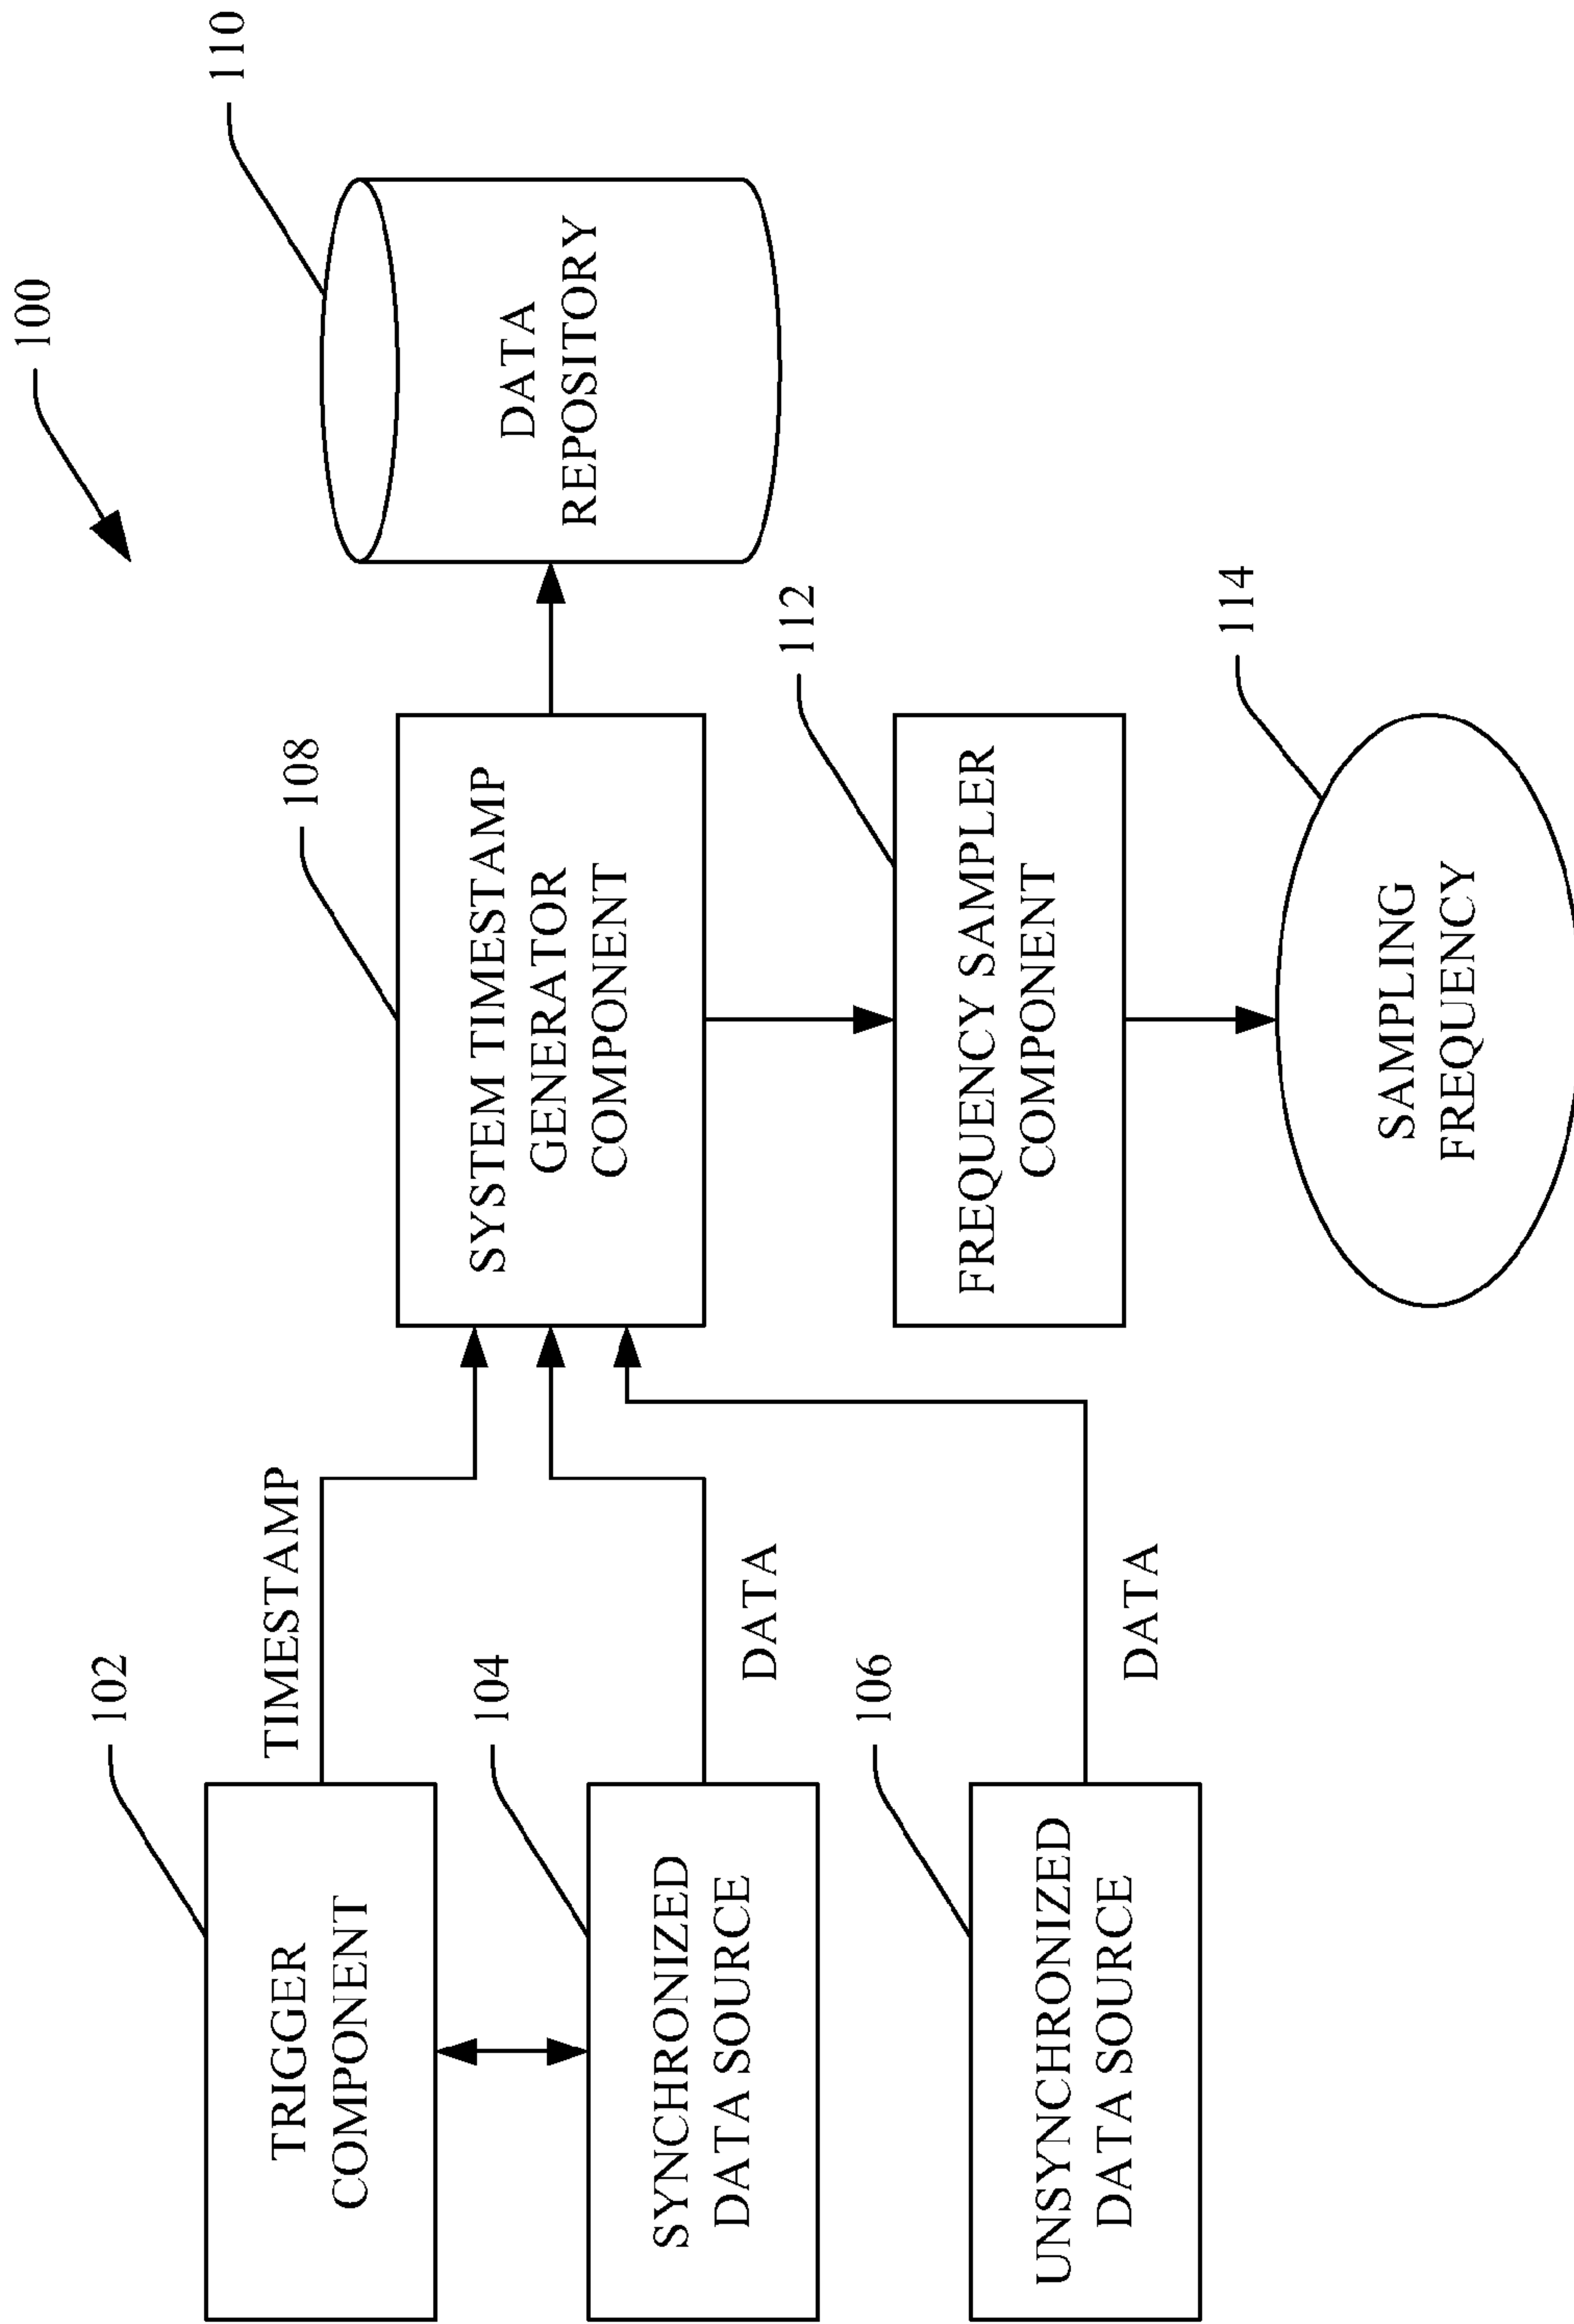 100
102
TRIGGER
COMPONENT
TIMESTAMP
104
SYNCHRONIZED
DATA SOURCE
DATA
106
UNSYNCHRONIZED
DATA SOURCE
DATA
108
SYSTEM TIMESTAMP
GENERATOR
COMPONENT
110
DATA
REPOSITORY
112
FREQUENCY SAMPLER
COMPONENT
114
SAMPLING
FREQUENCY